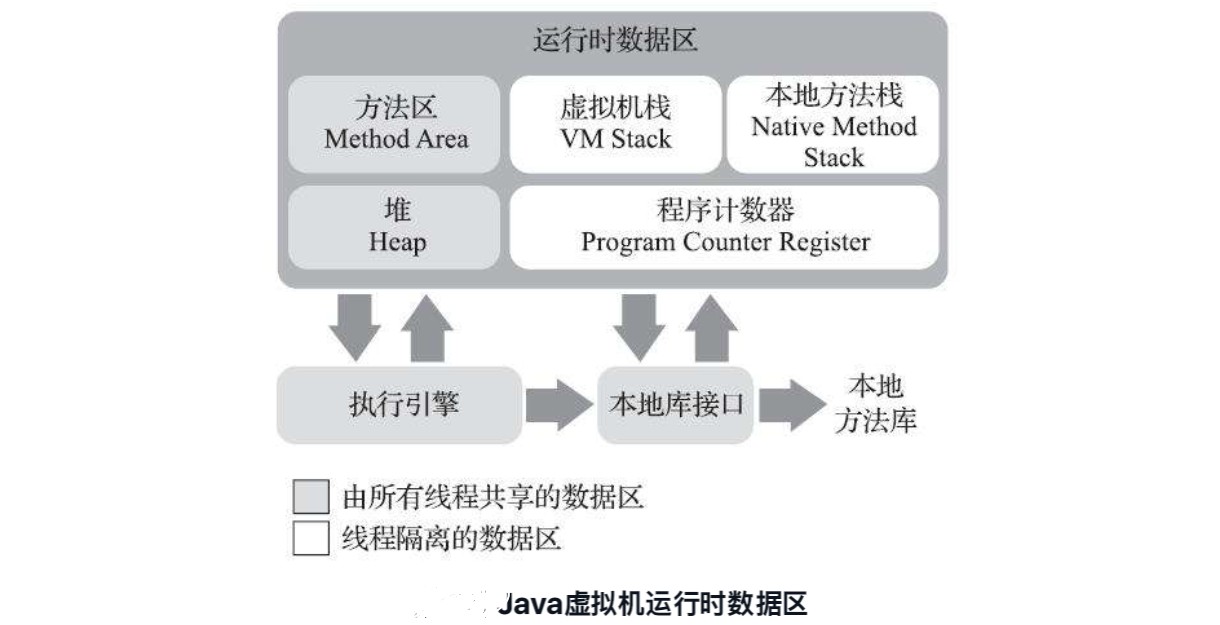 运行时数据区
方法区
Method Area
虚拟机栈
VM Stack
本地方法栈
Native Method
Stack
堆
Heap
程序计数器
Program Counter Register
执行引擎
本地库接口
本地
方法库
由所有线程共享的数据区
线程隔离的数据区
Java虚拟机运行时数据区